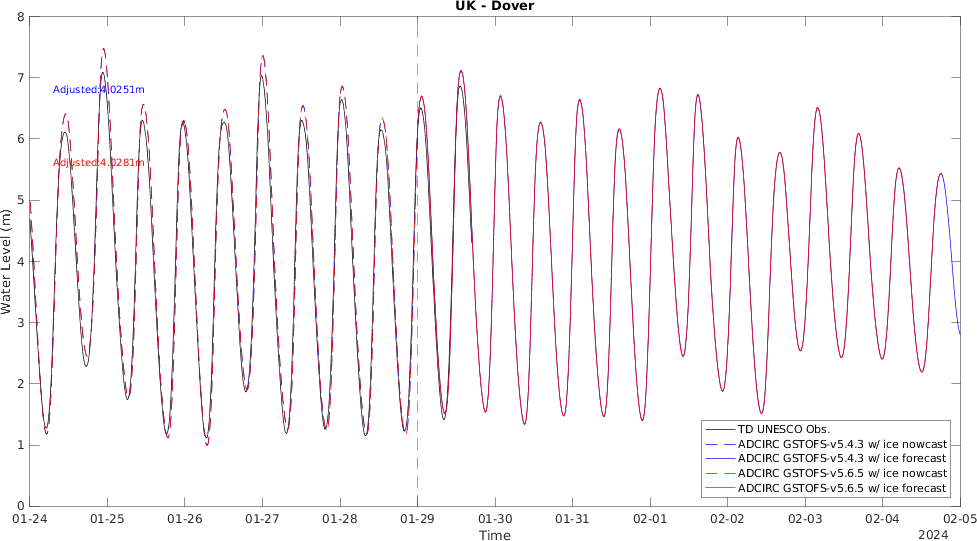 UK - Dover
8
7
6
5
4
3
2
1
0
Water Level (m)
Adjusted:4.0251m
Adjusted:4.0281m
TD UNESCO Obs.
ADCIRC GSTOFS-v5.4.3 w/ ice nowcast
ADCIRC GSTOFS-v5.4.3 w/ ice forecast
ADCIRC GSTOFS-v5.6.5 w/ ice nowcast
ADCIRC GSTOFS-v5.6.5 w/ ice forecast
01-24 01-25 01-26 01-27 01-28 01-29 01-30 01-31 02-01 02-02 02-03 02-04 02-05
Time
2024